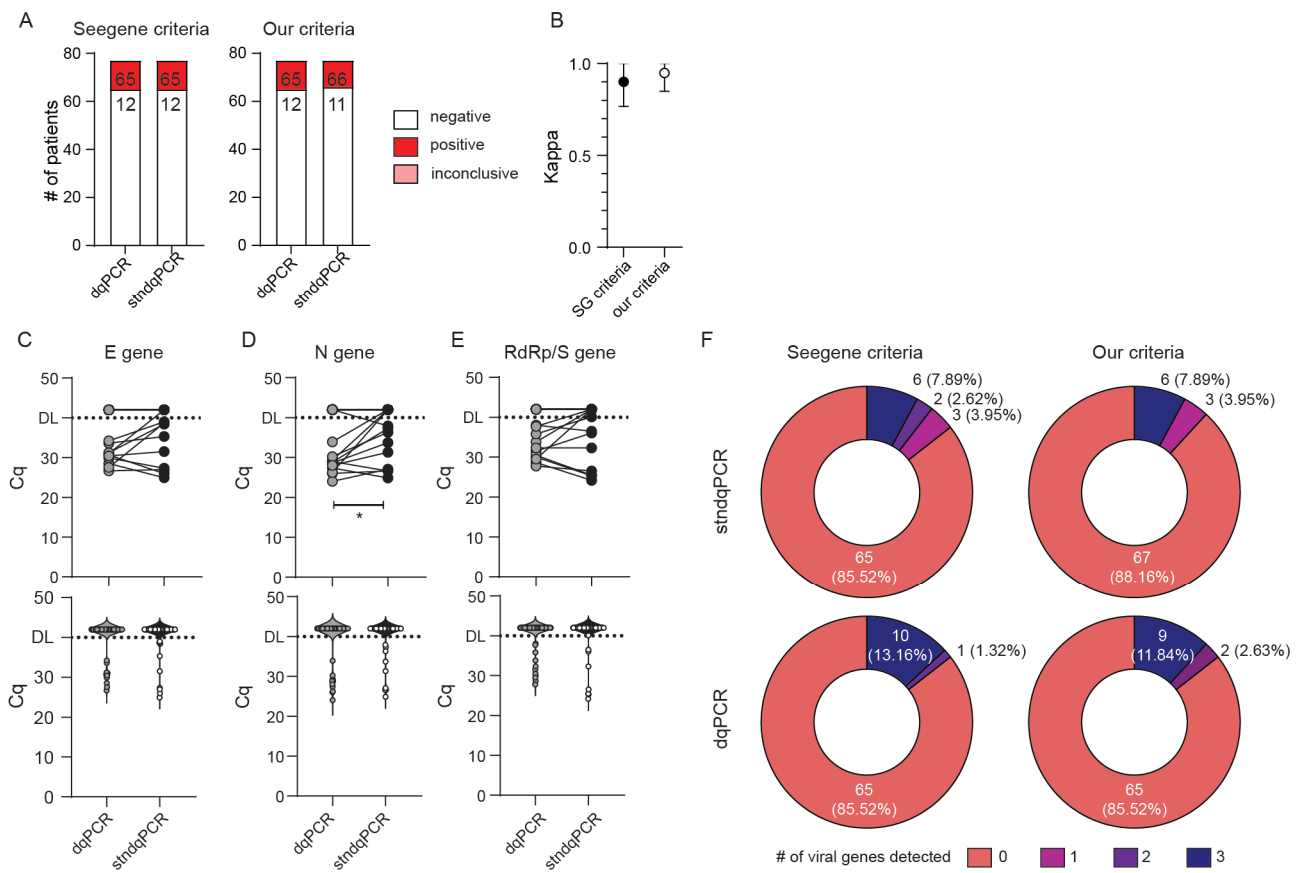 A
Seegene criteria
Our criteria
# of patients
80
60
40
20
0
65
12
65
12
dqPCR
stndqPCR
80
60
40
20
0
65
12
66
11
dqPCR
stndqPCR
negative
positive
inconclusive
B
Kappa
1.0
0.5
0.0
SG criteria
our criteria
C
E gene
Cq
50
DL
30
20
10
0
D
N gene
Cq
50
DL
30
20
10
0
*
E
RdRp/S gene
Cq
50
DL
30
20
10
0
Cq
50
DL
30
20
10
0
dqPCR
stndqPCR
Cq
50
DL
30
20
10
0
dqPCR
stndqPCR
Cq
50
DL
30
20
10
0
dqPCR
stndqPCR
F
Seegene criteria
Our criteria
stndqPCR
6 (7.89%)
2 (2.62%)
3 (3.95%)
65
(85.52%)
6 (7.89%)
3 (3.95%)
67
(88.16%)
dqPCR
10
(13.16%)
1 (1.32%)
65
(85.52%)
9
(11.84%)
2 (2.63%)
65
(85.52%)
# of viral genes detected
0
1
2
3